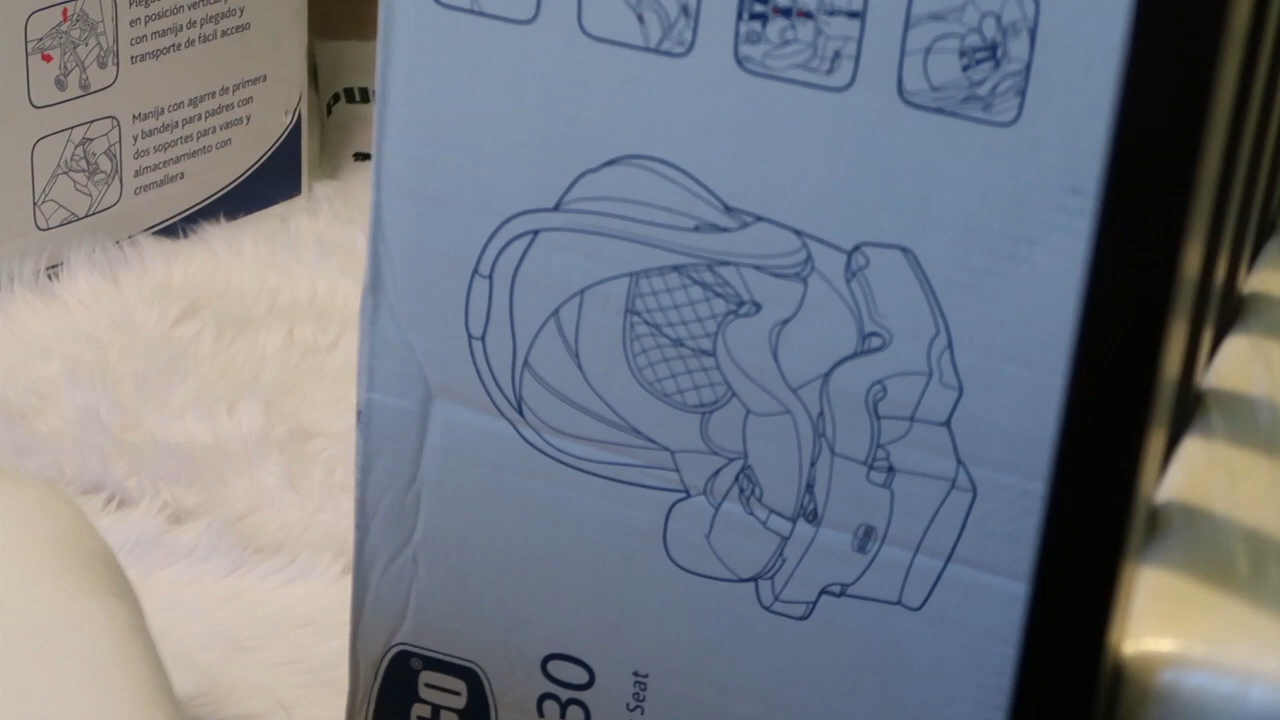 en posición vertical
con manija de plegado y
transporte de fácil acceso
Manija con agarre de primera
y bandeja para padres con
dos soportes para vasos y
almacenamiento con
cremallera
30
Seat